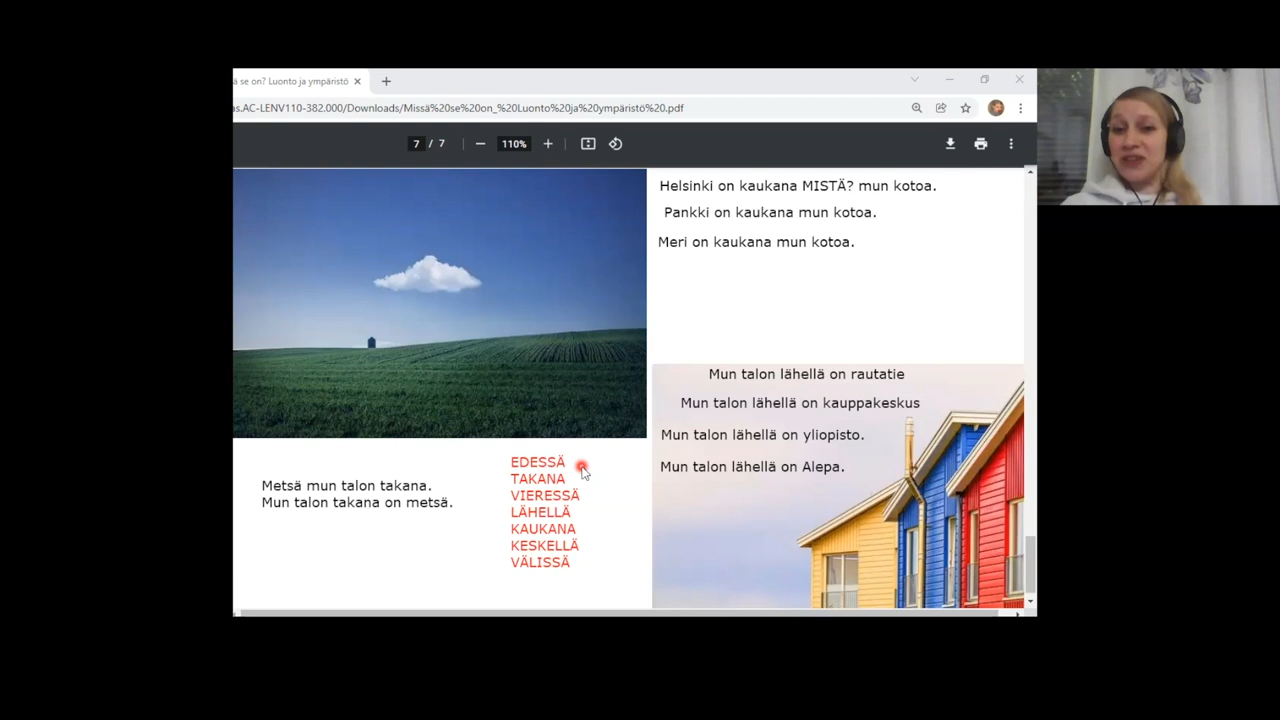 ä se on? Luonto ja ympäristö
as.AC-LENV110-382.000/Downloads/Missä%20se%20on_%20Luonto%20ja%20ympäristö%20.pdf
7 / 7
110%
Helsinki on kaukana MISTÄ? mun kotoa.
Pankki on kaukana mun kotoa.
Meri on kaukana mun kotoa.
Mun talon lähellä on rautatie
Mun talon lähellä on kauppakeskus
Mun talon lähellä on yliopisto.
Mun talon lähellä on Alepa.
Metsä mun talon takana.
Mun talon takana on metsä.
EDESSÄ
TAKANA
VIERESSÄ
LÄHELLÄ
KAUKANA
KESKELLÄ
VÄLISSÄ